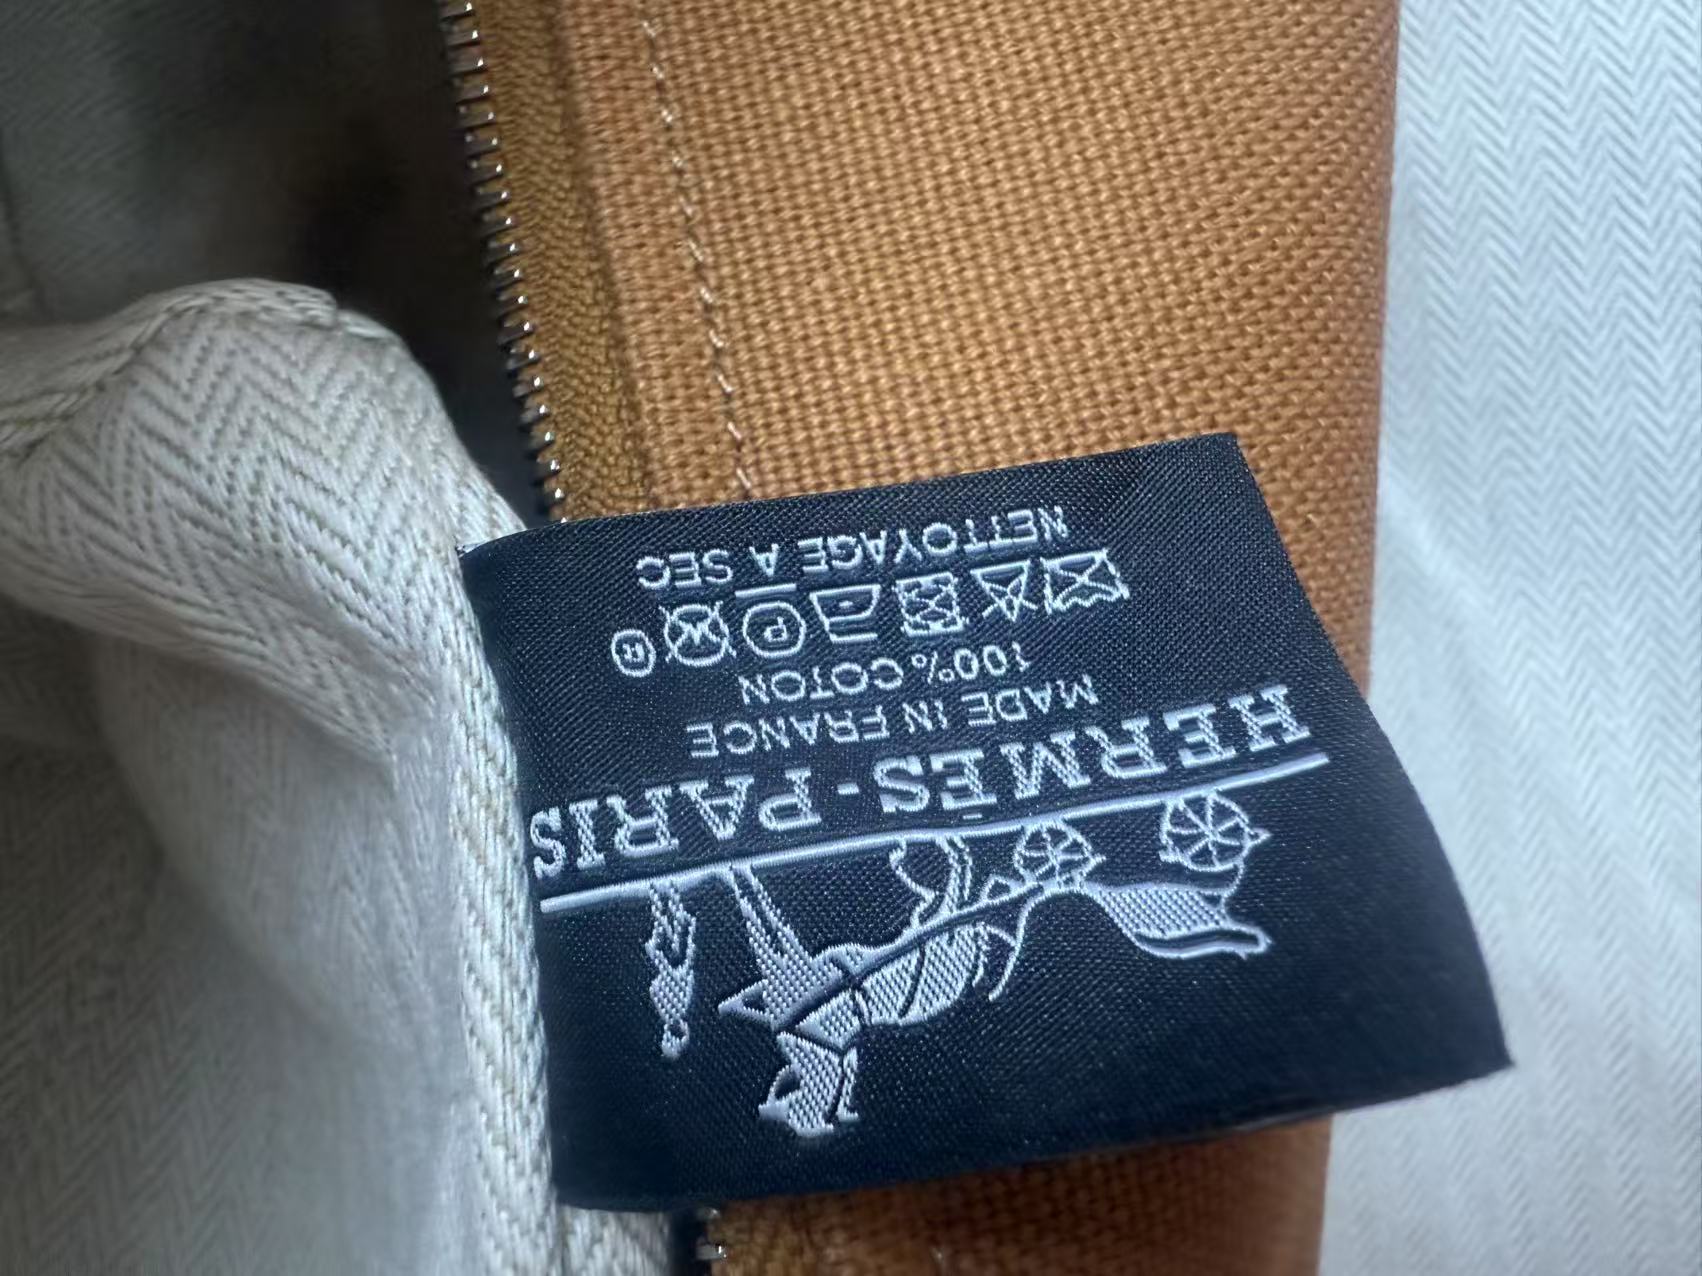 HERMÈS-PARIS
MADE IN FRANCE
100% COTON
P W ®
NETTOYAGE A SEC